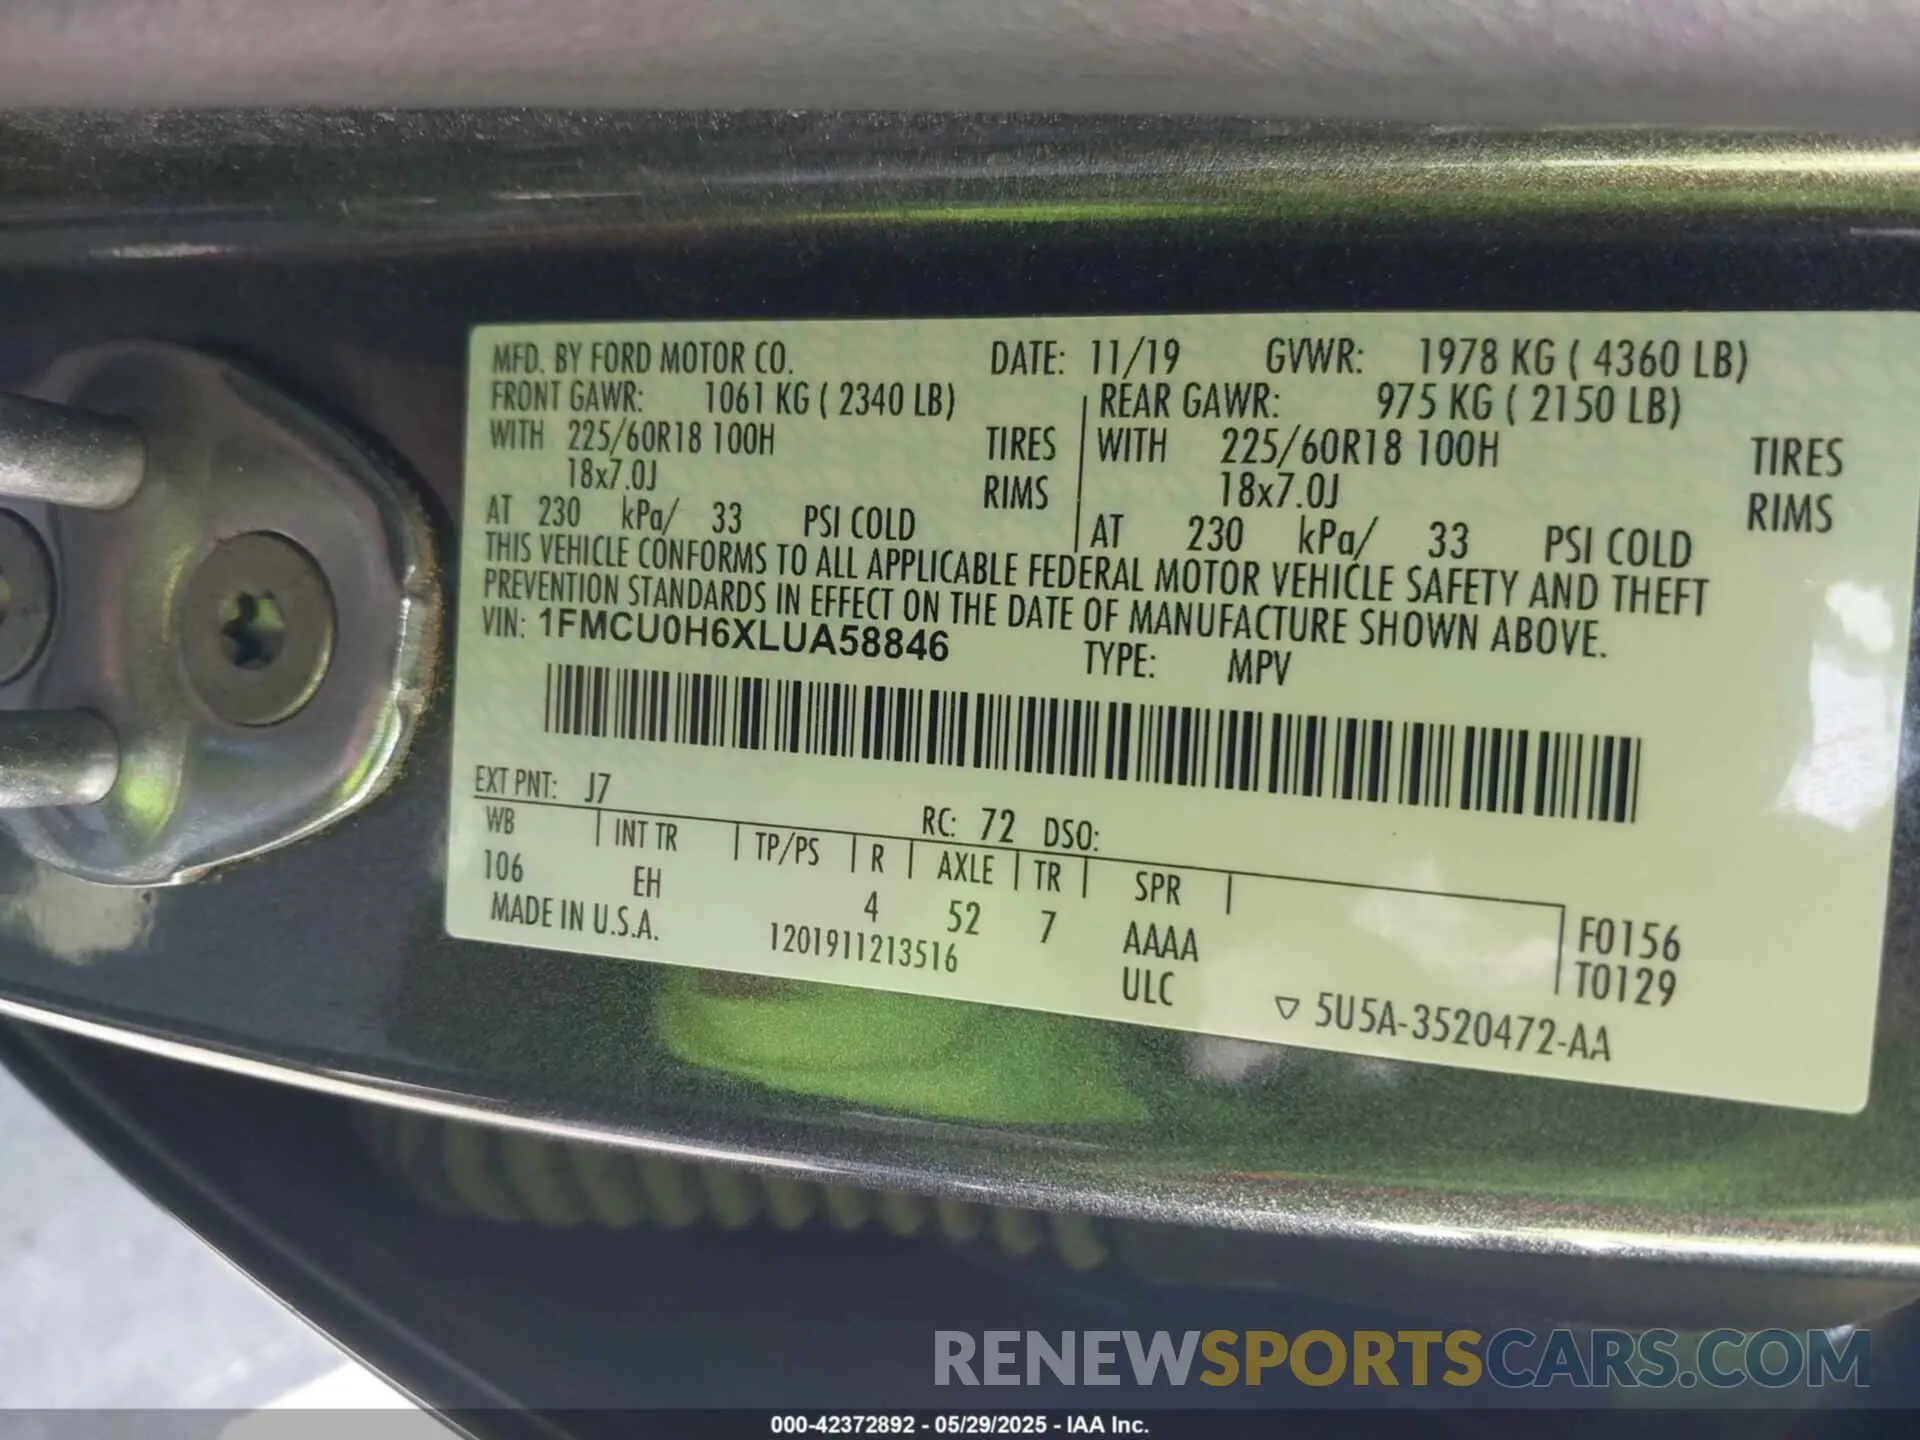 MFD. BY FORD MOTOR CO. DATE: 11/19 GVWR: 1978 KG ( 4360 LB)
FRONT GAWR: 1061 KG ( 2340 LB) REAR GAWR: 975 KG ( 2150 LB)
WITH 225/60R18 100H TIRES WITH 225/60R18 100H TIRES
18x7.0J RIMS 18x7.0J RIMS
AT 230 kPa/ 33 PSI COLD AT 230 kPa/ 33 PSI COLD
THIS VEHICLE CONFORMS TO ALL APPLICABLE FEDERAL MOTOR VEHICLE SAFETY AND THEFT
PREVENTION STANDARDS IN EFFECT ON THE DATE OF MANUFACTURE SHOWN ABOVE.
VIN: 1FMCU0H6XLUA58846 TYPE: MPV
EXT PNT: J7 RC: 72 DSO:
WB INT TR TP/PS R AXLE TR SPR
106 EH 4 52 7 AAAA F0156
MADE IN U.S.A. 1201911213516 ULC T0129
5U5A-3520472-AA
RENEWSPORTSCARS.COM
000-42372892 - 05/29/2025 - IAA Inc.